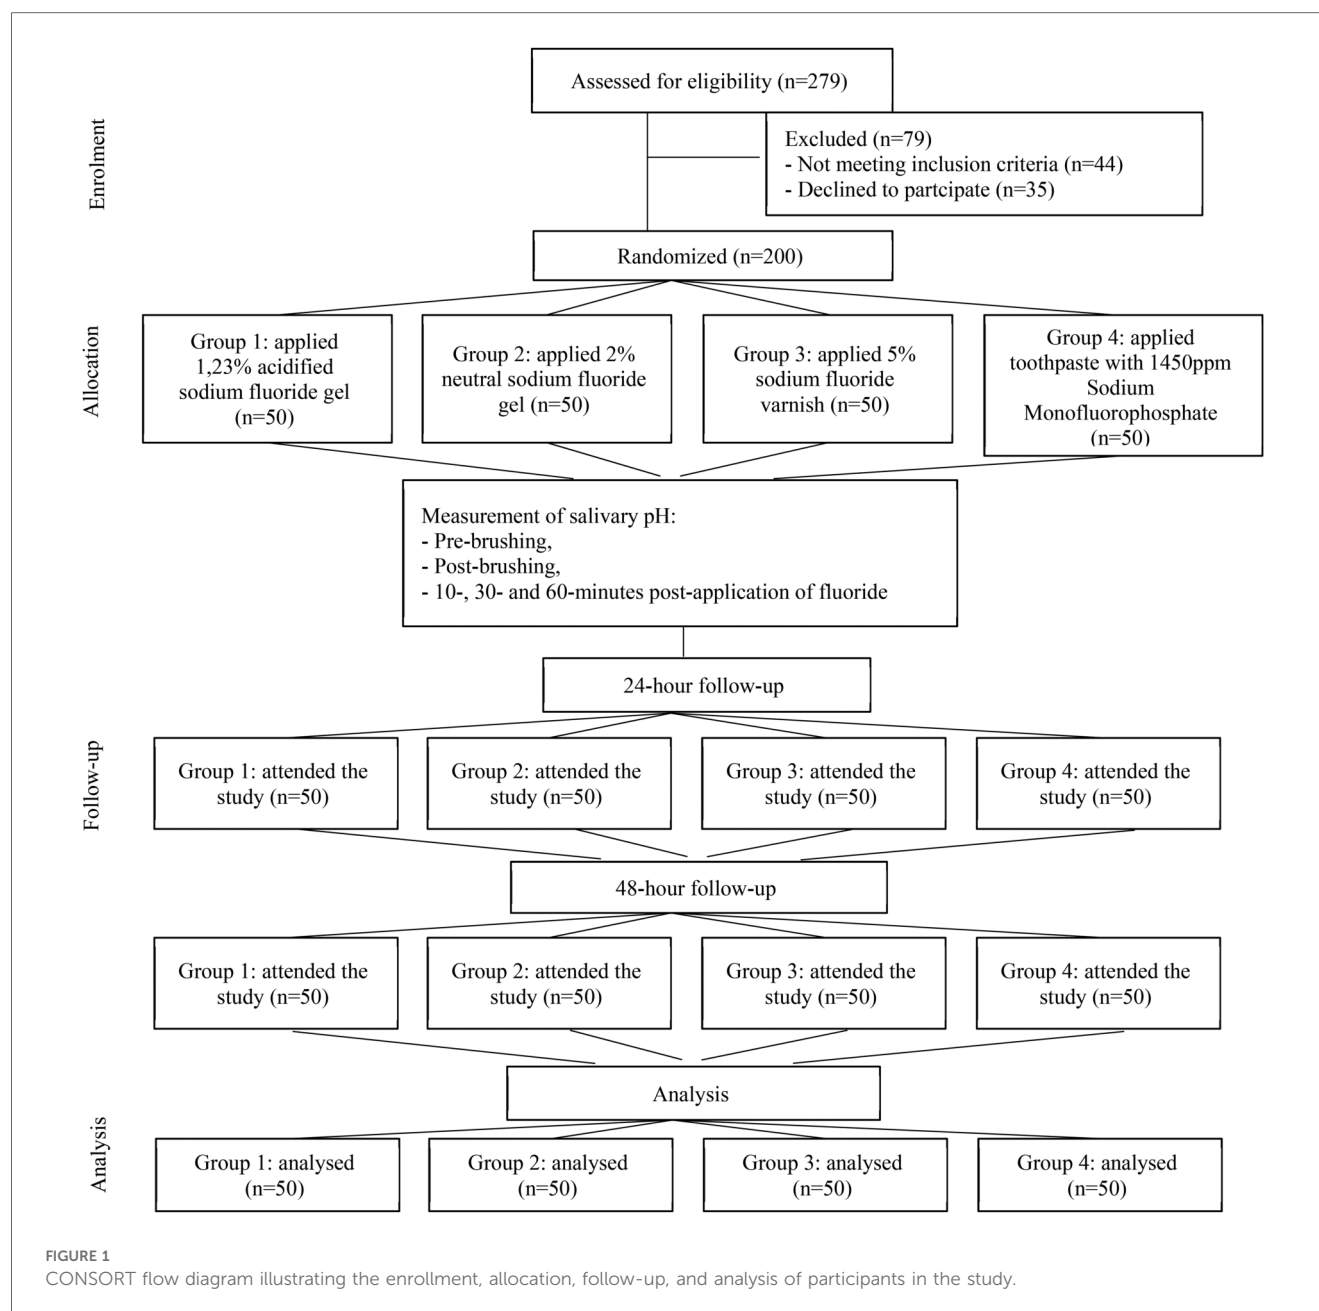 Assessed for eligibility (n=279)
Enrolment
Excluded (n=79)
- Not meeting inclusion criteria (n=44)
- Declined to partcipate (n=35)
Randomized (n=200)
Allocation
Group 1: applied
1,23% acidified
sodium fluoride gel
(n=50)
Group 2: applied 2%
neutral sodium fluoride
gel (n=50)
Group 3: applied 5%
sodium fluoride
varnish (n=50)
Group 4: applied
toothpaste with 1450ppm
Sodium
Monofluorophosphate
(n=50)
Measurement of salivary pH:
- Pre-brushing,
- Post-brushing,
- 10-, 30- and 60-minutes post-application of fluoride
24-hour follow-up
Follow-up
Group 1: attended the
study (n=50)
Group 2: attended the
study (n=50)
Group 3: attended the
study (n=50)
Group 4: attended the
study (n=50)
48-hour follow-up
Group 1: attended the
study (n=50)
Group 2: attended the
study (n=50)
Group 3: attended the
study (n=50)
Group 4: attended the
study (n=50)
Analysis
Analysis
Group 1: analysed
(n=50)
Group 2: analysed
(n=50)
Group 3: analysed
(n=50)
Group 4: analysed
(n=50)
FIGURE 1
CONSORT flow diagram illustrating the enrollment, allocation, follow-up, and analysis of participants in the study.